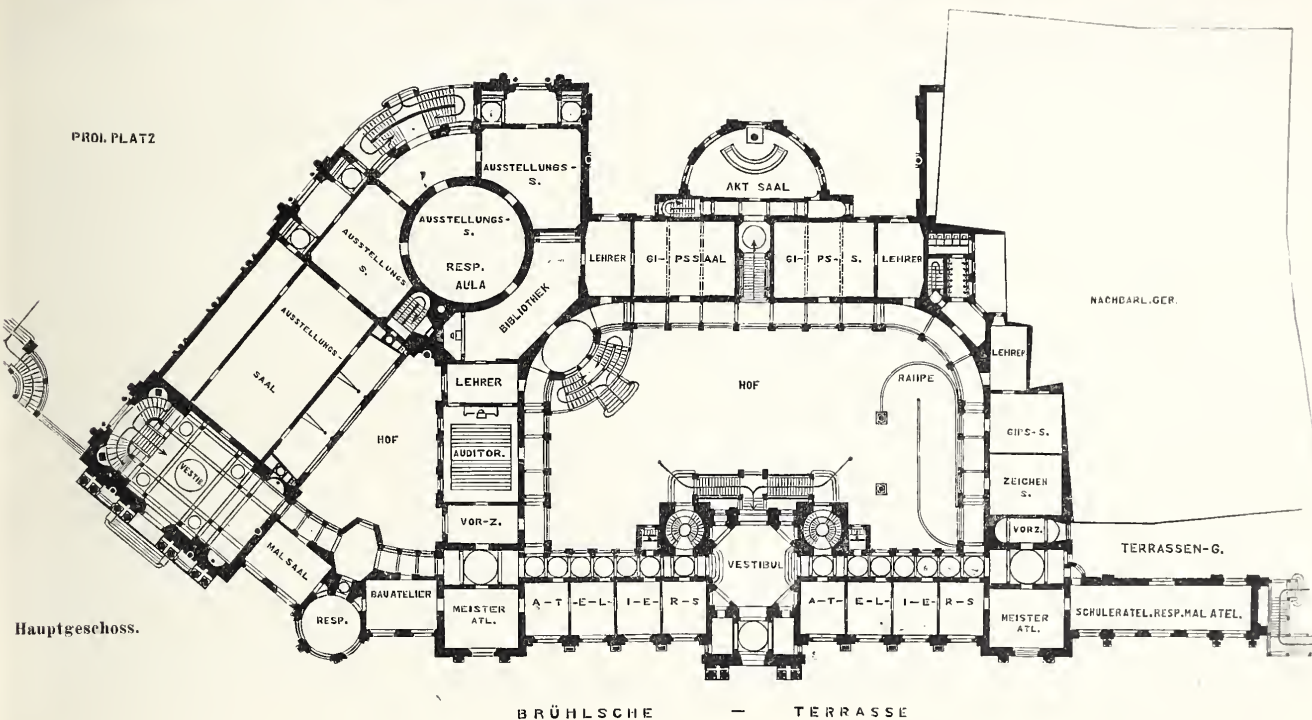 PROJ. PLATZ
AUSSTELLUNGS-
S.
AKT SAAL
AUSSTELLUNGS-
S.
RESP.
AULA
AUSSTELLUNGS
S.
LEHRER
GI- PSSAAL
GI- PS- S.
LEHRER
BIBLIOTHEK
NACHBARL. GEB.
AUSSTELLUNGS-
SAAL
LEHRER
LEHRER
HOF
RAMPE
HOF
AUDITOR.
GIPS-S.
ZEICHEN
S.
VESTIB
VOR-Z.
VORZ.
MAL SAAL
VESTIBUL
TERRASSEN-G.
BAUATELIER
RESP.
MEISTER
ATL.
A-T-E-L-I-E-R-S
A-T-E-L-I-E-R-S
MEISTER
ATL.
SCHULERATEL. RESP. MAL ATEL.
Hauptgeschoss.
BRÜHLSCHE – TERRASSE